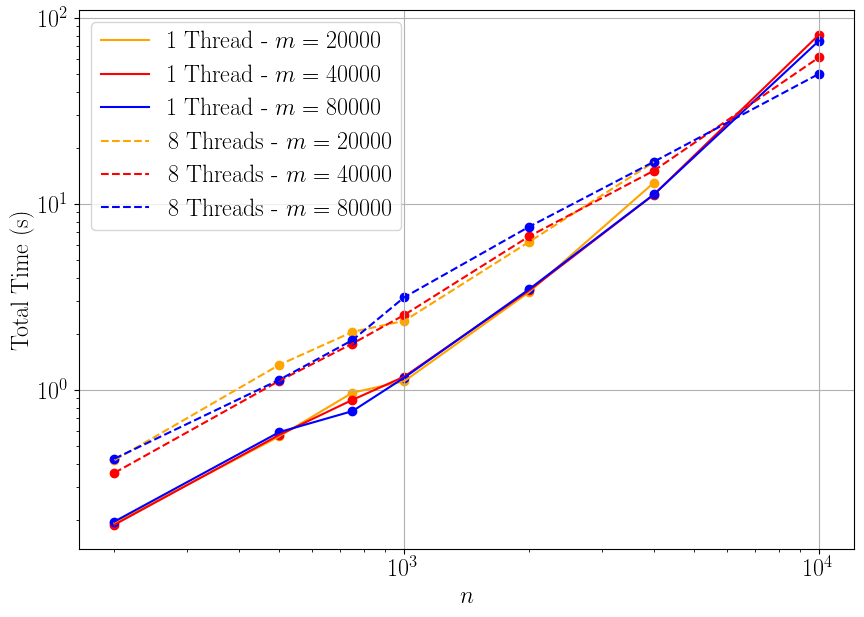 10²
1 Thread - m = 20000
1 Thread - m = 40000
1 Thread - m = 80000
8 Threads - m = 20000
8 Threads - m = 40000
8 Threads - m = 80000
10¹
Total Time (s)
10⁰
10³
10⁴
n